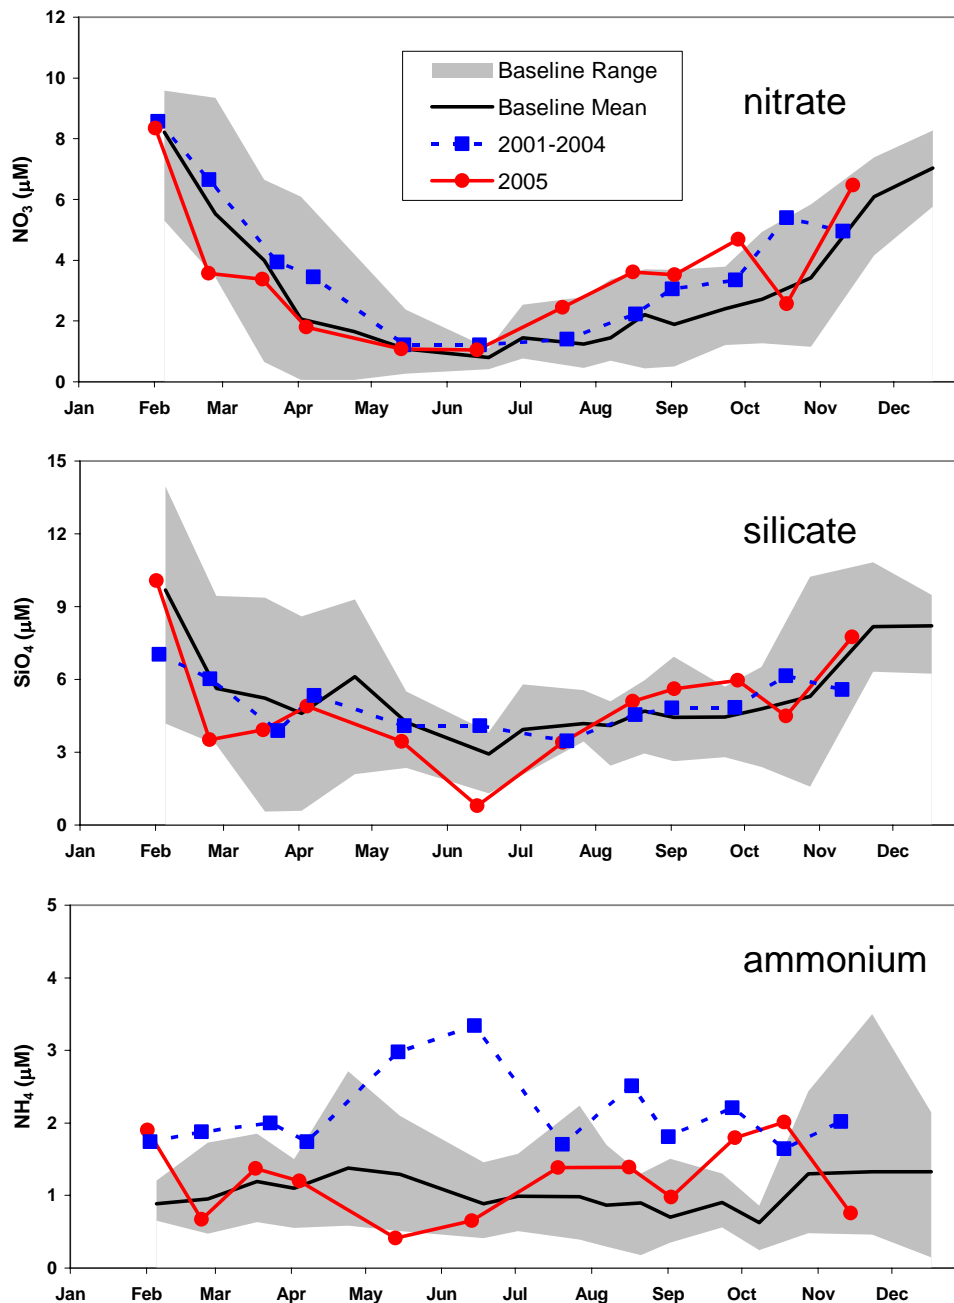 12
10
8
6
4
2
0
NO3 (μM)
Baseline Range
Baseline Mean
2001-2004
2005
nitrate
Jan Feb Mar Apr May Jun Jul Aug Sep Oct Nov Dec
15
12
9
6
3
0
SiO4 (μM)
silicate
Jan Feb Mar Apr May Jun Jul Aug Sep Oct Nov Dec
5
4
3
2
1
0
NH4 (μM)
ammonium
Jan Feb Mar Apr May Jun Jul Aug Sep Oct Nov Dec